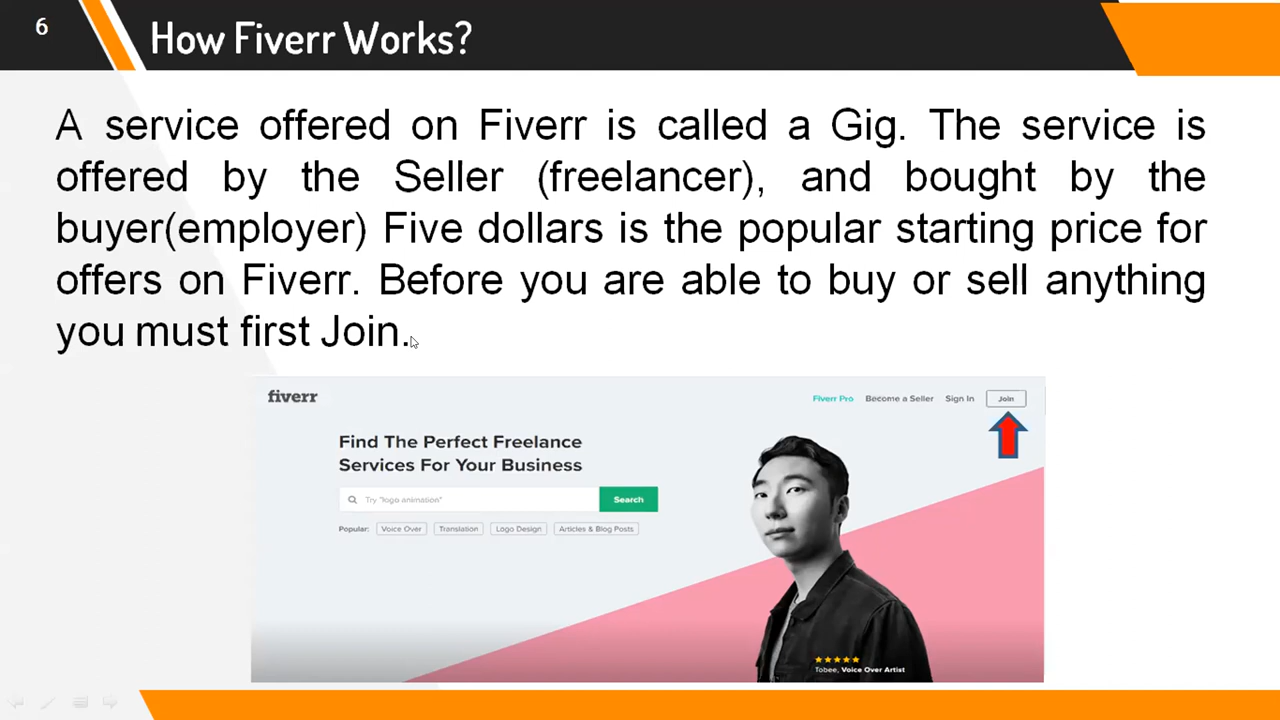 6
How Fiverr Works?
A service offered on Fiverr is called a Gig. The service is
offered by the Seller (freelancer), and bought by the
buyer(employer) Five dollars is the popular starting price for
offers on Fiverr. Before you are able to buy or sell anything
you must first Join.
fiverr
Fiverr Pro Become a Seller Sign In Join
Find The Perfect Freelance
Services For Your Business
Try "logo animation" Search
Popular: Voice Over Translation Logo Design Articles & Blog Posts
Tobee, Voice Over Artist